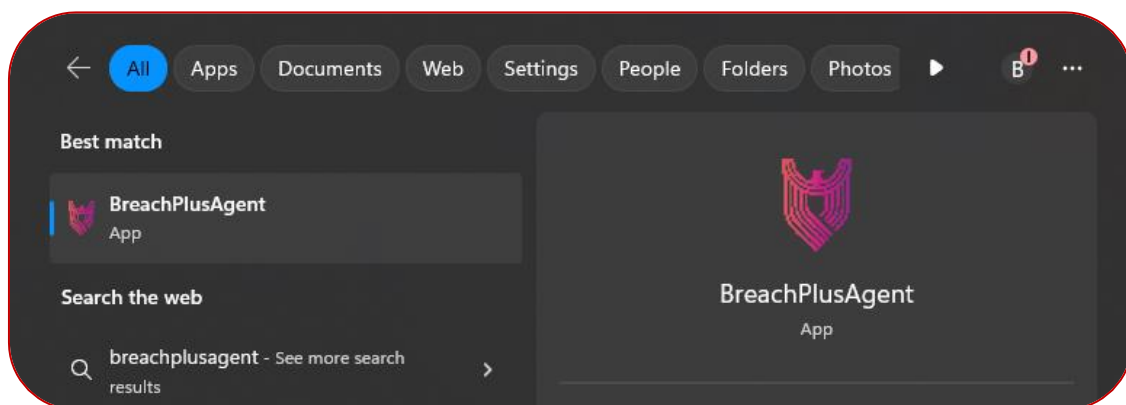 All Apps Documents Web Settings People Folders Photos B I
Best match
BreachPlusAgent
App
Search the web
breachplusagent - See more search
results
BreachPlusAgent
App